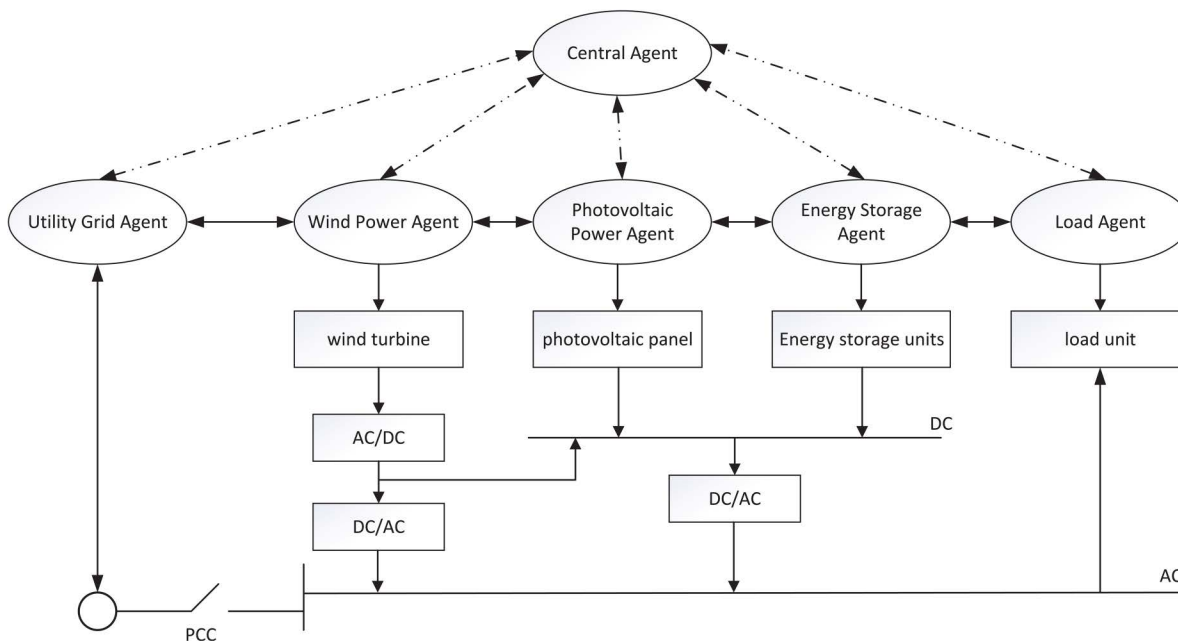 Central Agent
Utility Grid Agent
Wind Power Agent
Photovoltaic
Power Agent
Energy Storage
Agent
Load Agent
wind turbine
photovoltaic panel
Energy storage units
load unit
AC/DC
DC
DC/AC
DC/AC
AC
PCC